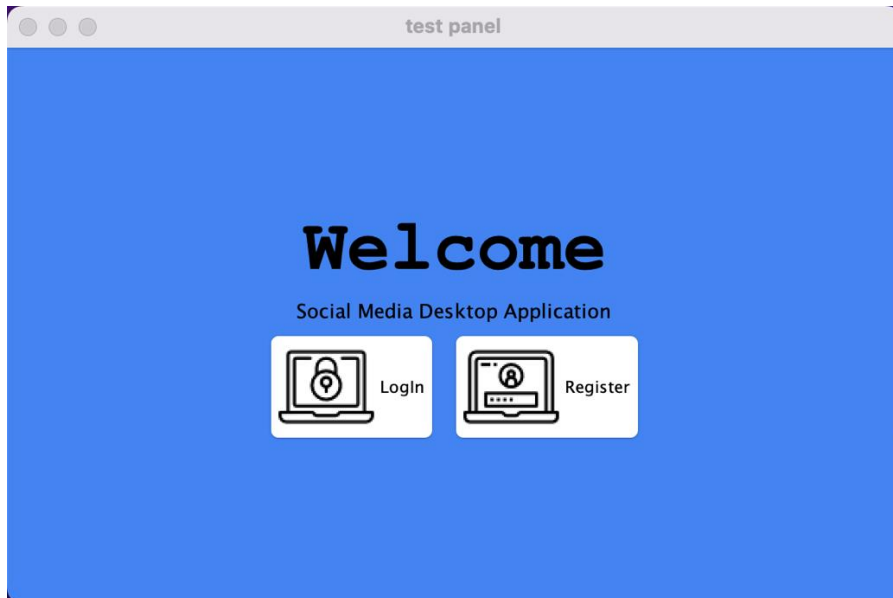 test panel
Welcome
Social Media Desktop Application
LogIn
Register